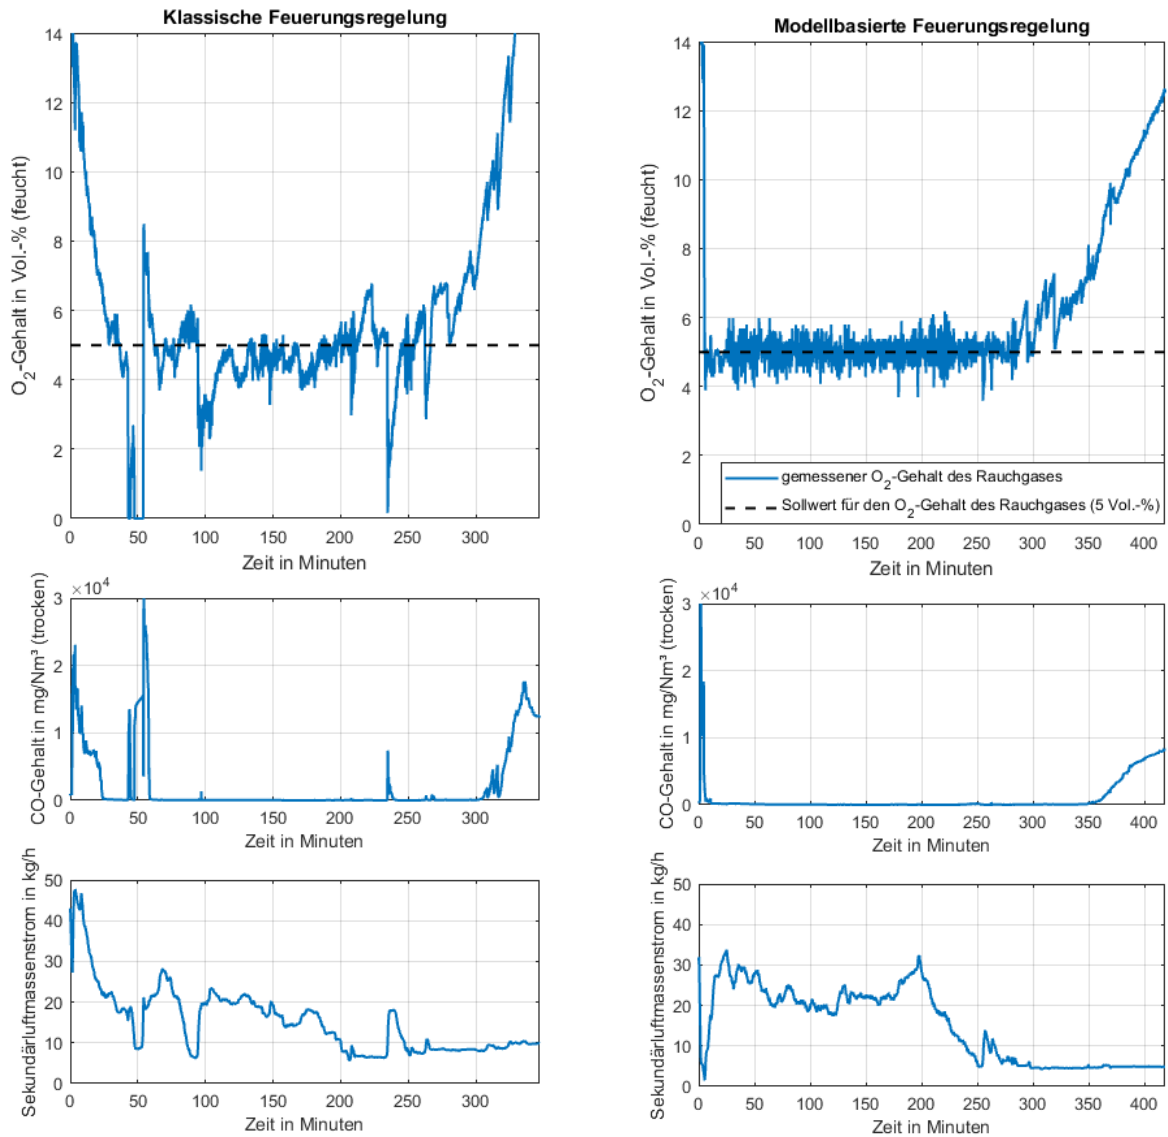 Klassische Feuerungsregelung
O2-Gehalt in Vol.-% (feucht)
14
12
10
8
6
4
2
0
0 50 100 150 200 250 300
Zeit in Minuten
Modellbasierte Feuerungsregelung
O2-Gehalt in Vol.-% (feucht)
14
12
10
8
6
4
2
0
gemessener O2-Gehalt des Rauchgases
Sollwert für den O2-Gehalt des Rauchgases (5 Vol.-%)
0 50 100 150 200 250 300 350 400
Zeit in Minuten
CO-Gehalt in mg/Nm³ (trocken)
×10⁴
3
2
1
0
0 50 100 150 200 250 300
Zeit in Minuten
CO-Gehalt in mg/Nm³ (trocken)
×10⁴
3
2
1
0
0 50 100 150 200 250 300 350 400
Zeit in Minuten
Sekundärluftmassenstrom in kg/h
50
40
30
20
10
0
0 50 100 150 200 250 300
Zeit in Minuten
Sekundärluftmassenstrom in kg/h
50
40
30
20
10
0
0 50 100 150 200 250 300 350 400
Zeit in Minuten